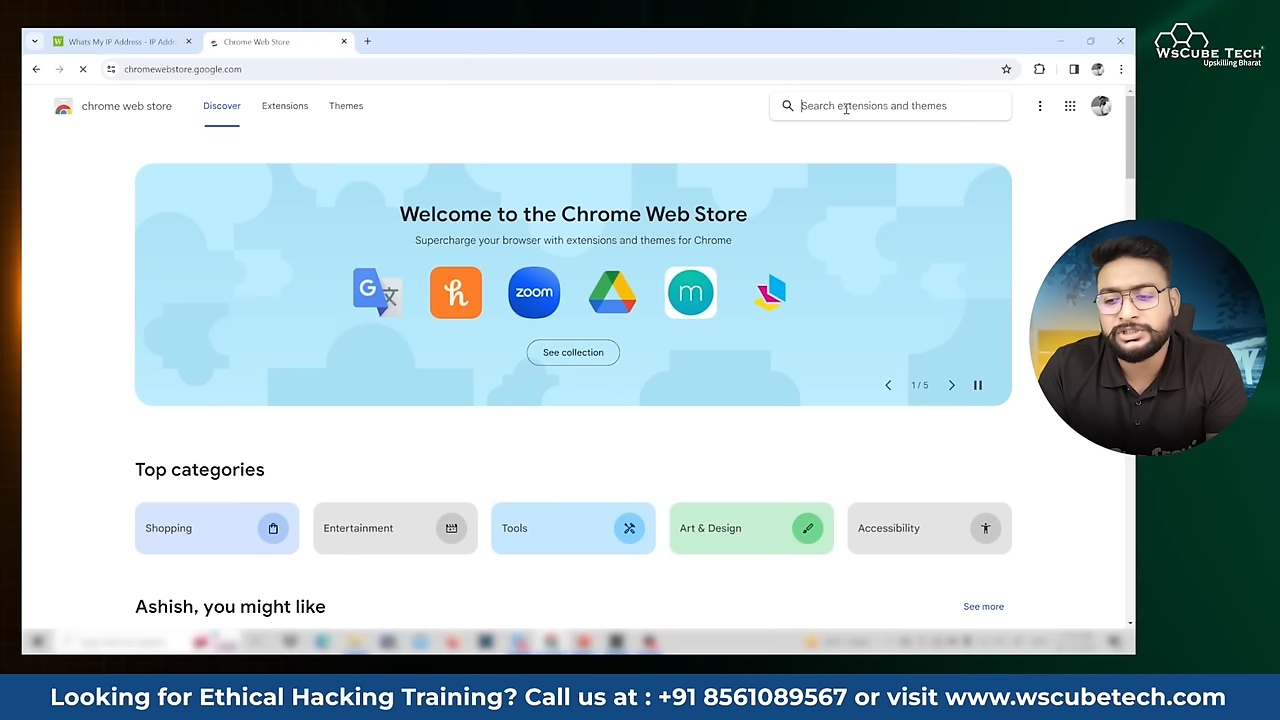 Whats My IP Address - IP Addr
Chrome Web Store
WsCUBE TECH
Upskilling Bharat
chromewebstore.google.com
chrome web store
Discover
Extensions
Themes
Search extensions and themes
Welcome to the Chrome Web Store
Supercharge your browser with extensions and themes for Chrome
G
h
zoom
m
See collection
1 / 5
Top categories
Shopping
Entertainment
Tools
Art & Design
Accessibility
Ashish, you might like
See more
Looking for Ethical Hacking Training? Call us at : +91 8561089567 or visit www.wscubetech.com